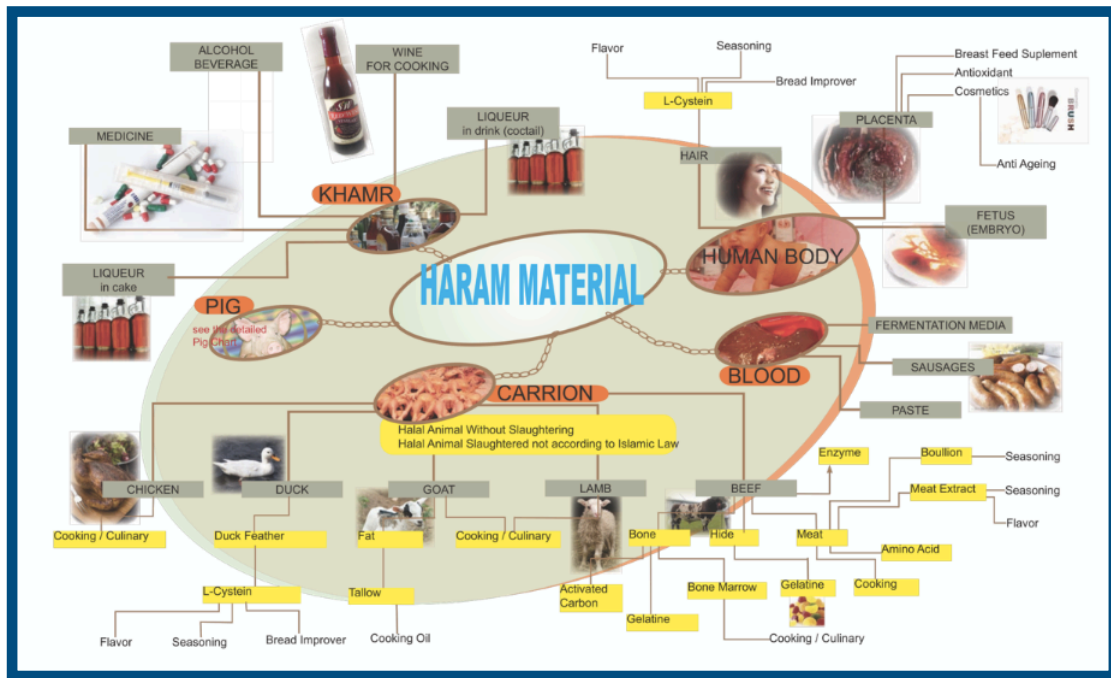 ALCOHOL
BEVERAGE
WINE
FOR COOKING
MEDICINE
LIQUEUR
in drink (coctail)
KHAMR
LIQUEUR
in cake
PIG
see the detailed
Pig Chart
HARAM MATERIAL
Flavor
Seasoning
Bread Improver
L-Cystein
HAIR
Breast Feed Suplement
Antioxidant
Cosmetics
BRUSH
PLACENTA
Anti Ageing
FETUS
(EMBRYO)
HUMAN BODY
FERMENTATION MEDIA
SAUSAGES
BLOOD
PASTE
CARRION
Halal Animal Without Slaughtering
Halal Animal Slaughtered not according to Islamic Law
CHICKEN
DUCK
GOAT
LAMB
BEEF
Enzyme
Boullion
Seasoning
Meat Extract
Seasoning
Flavor
Cooking / Culinary
Duck Feather
Fat
Cooking / Culinary
Bone
Hide
Meat
Amino Acid
L-Cystein
Tallow
Activated
Carbon
Gelatine
Bone Marrow
Gelatine
Cooking
Flavor
Seasoning
Bread Improver
Cooking Oil
Cooking / Culinary